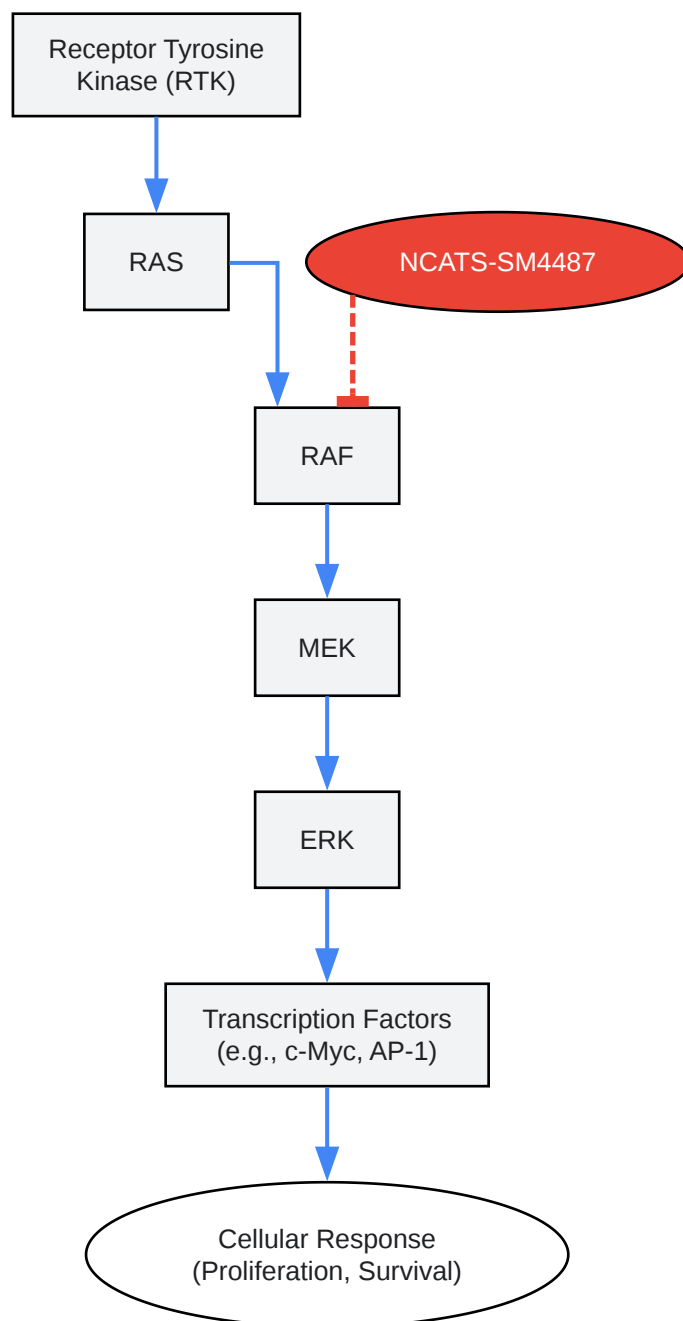 Receptor Tyrosine
Kinase (RTK)
RAS
NCATS-SM4487
RAF
MEK
ERK
Transcription Factors
(e.g., c-Myc, AP-1)
Cellular Response
(Proliferation, Survival)